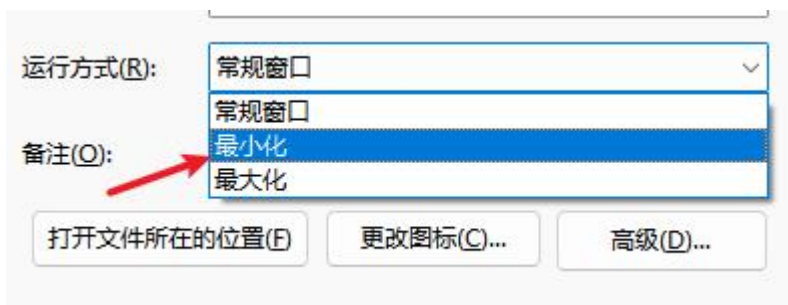 运行方式(R): 常规窗口
常规窗口
最小化
备注(O):
最大化
打开文件所在的位置(F) 更改图标(C)... 高级(D)...